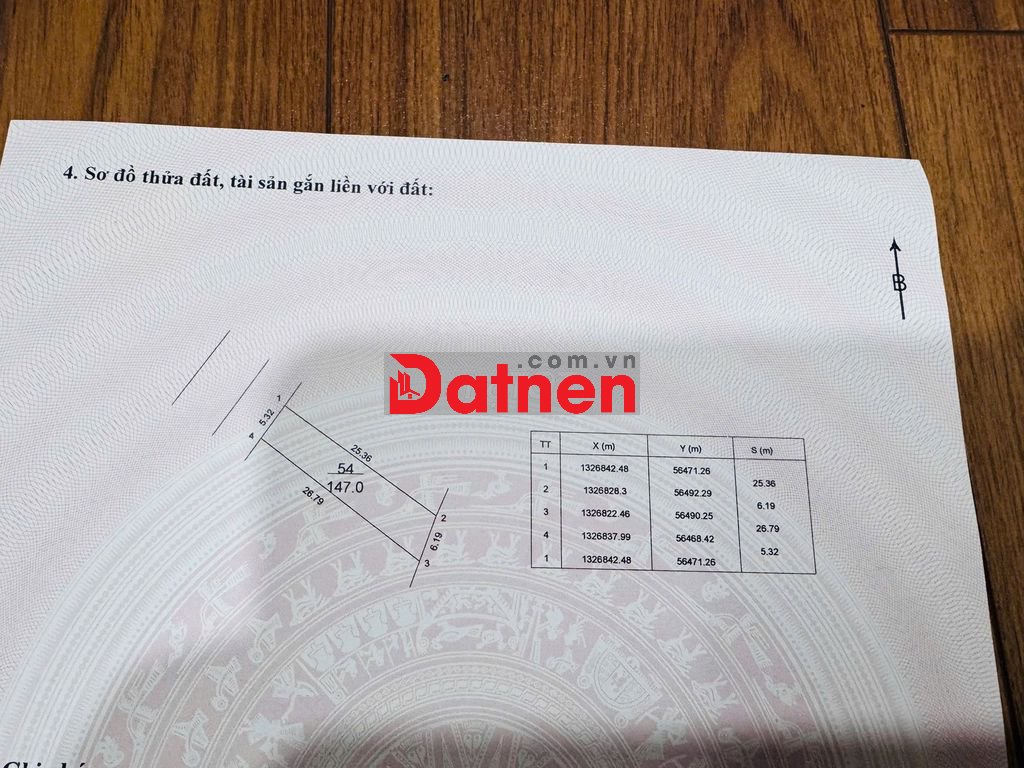 4. Sơ đồ thửa đất, tài sản gắn liền với đất:
B
.com.vn
Datnen
1
5.32
4
25.36
54
147.0
26.79
2
6.19
3
TT X (m) Y (m) S (m)
1 1326842.48 56471.26
25.36
2 1326828.3 56492.29
6.19
3 1326822.46 56490.25
26.79
4 1326837.99 56468.42
5.32
1 1326842.48 56471.26